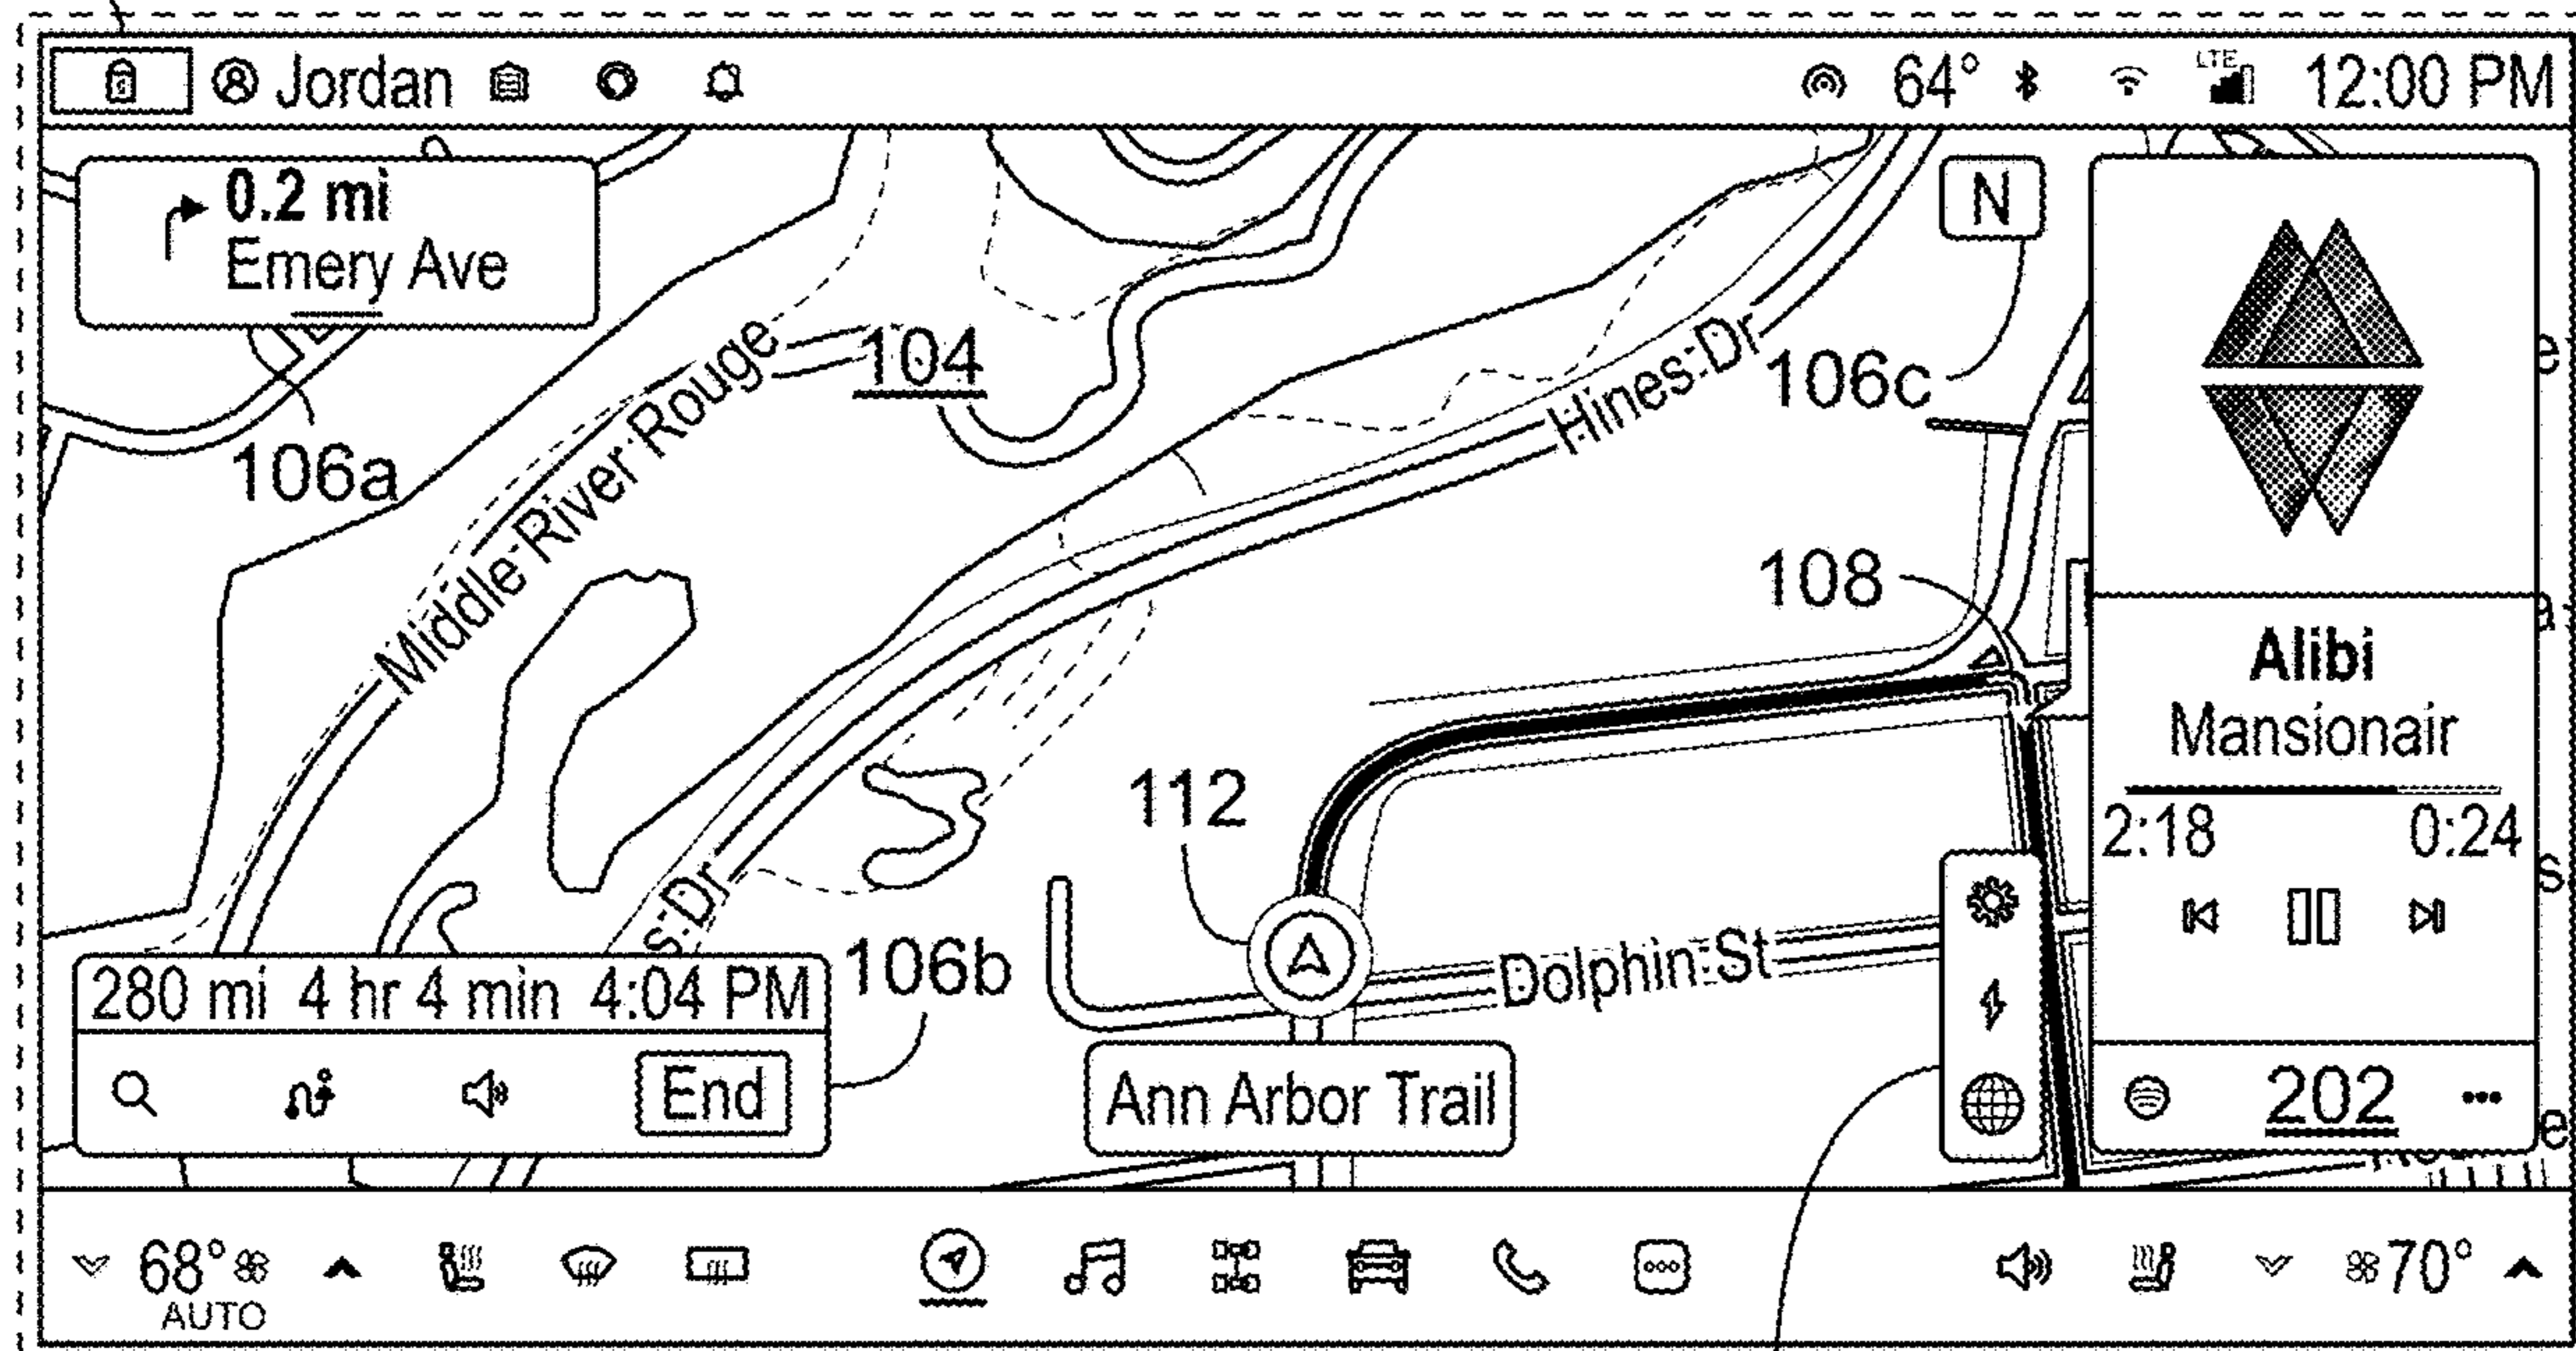 Jordan
64°
LTE
12:00 PM
0.2 mi
Emery Ave
N
104
Middle River Rouge
Hines Dr
106c
106a
108
Alibi
Mansionair
112
2:18 0:24
s Dr
106b
Dolphin St
280 mi 4 hr 4 min 4:04 PM
End
Ann Arbor Trail
202
68°
AUTO
70°